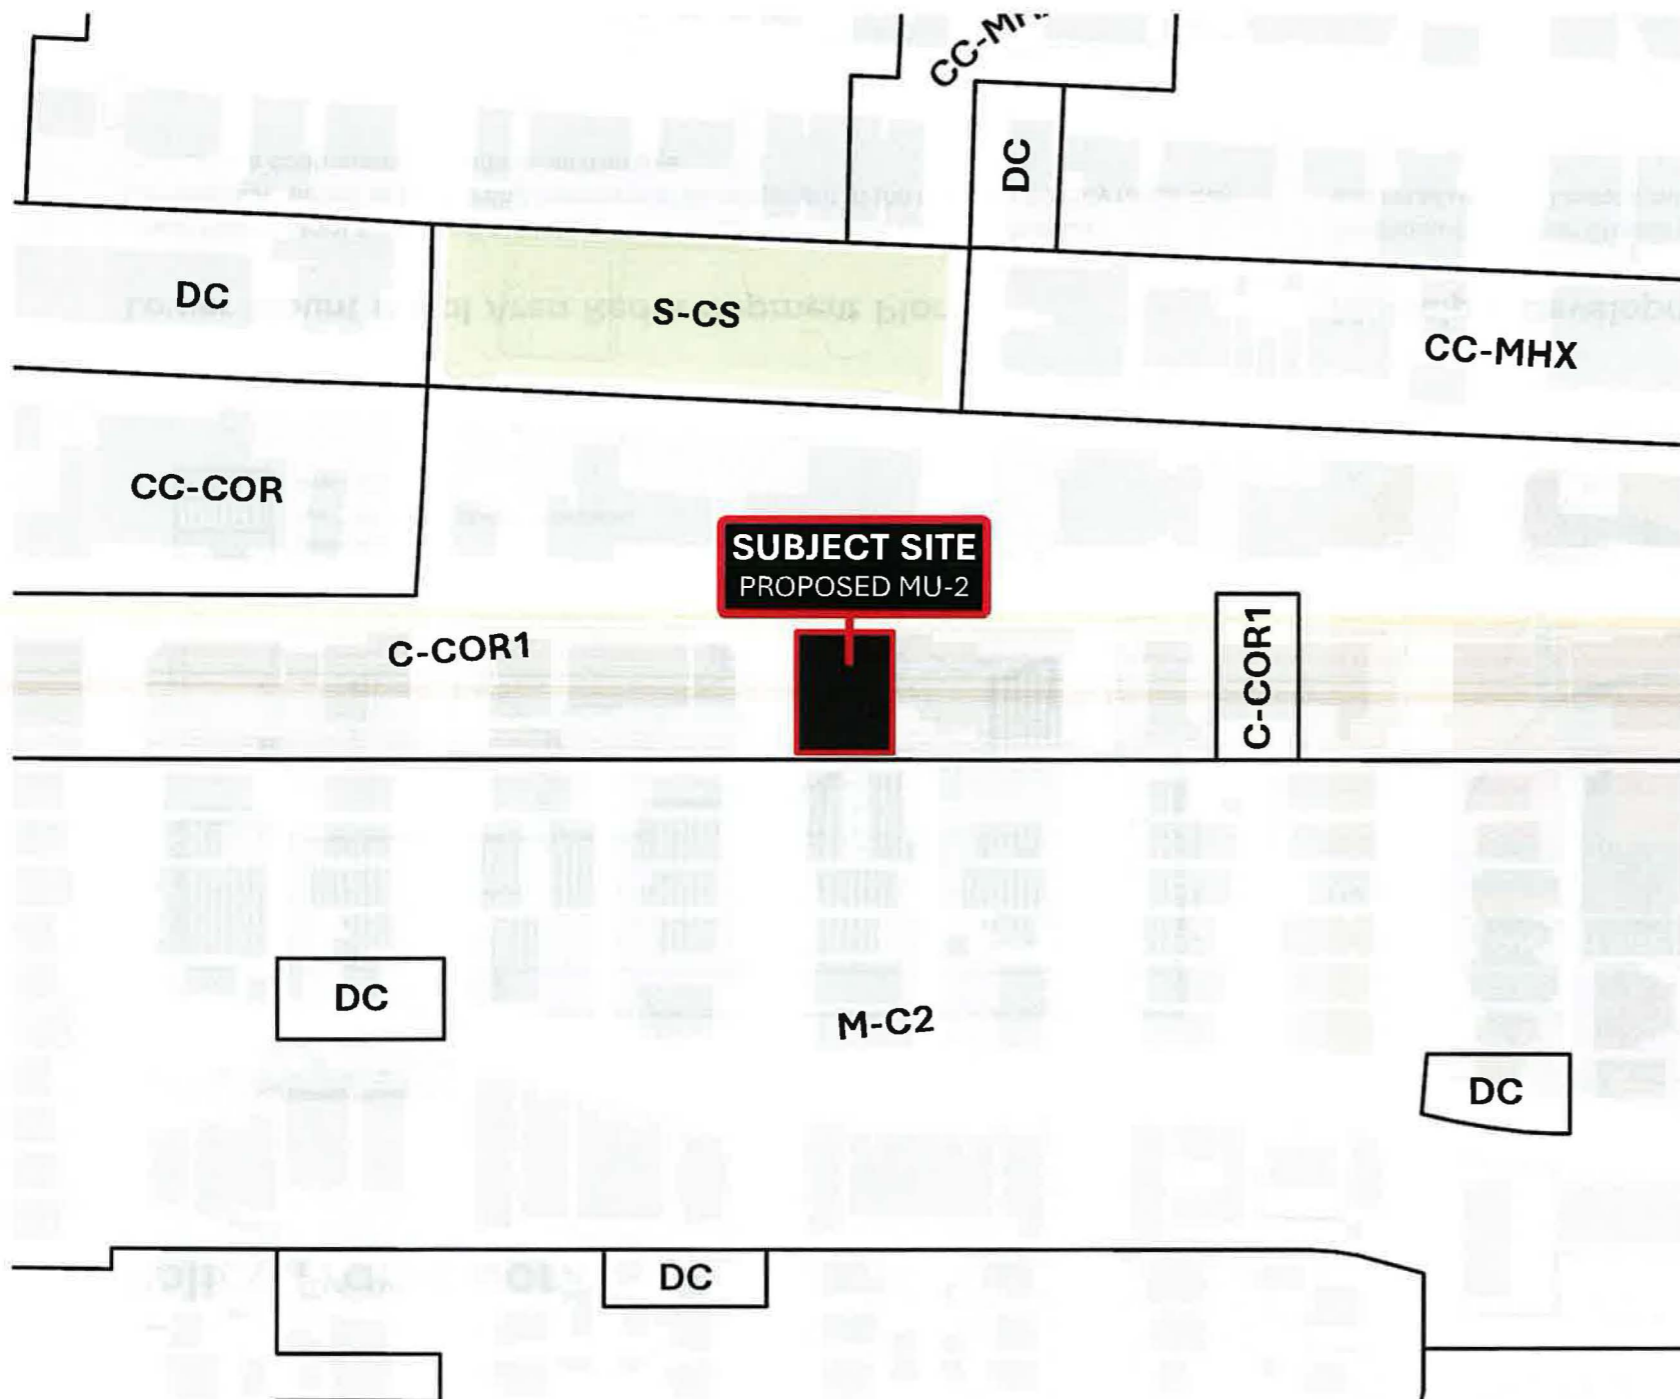 DC
DC
S-CS
CC-MHX
CC-COR
SUBJECT SITE
PROPOSED MU-2
C-COR1
C-COR1
DC
M-C2
DC
DC